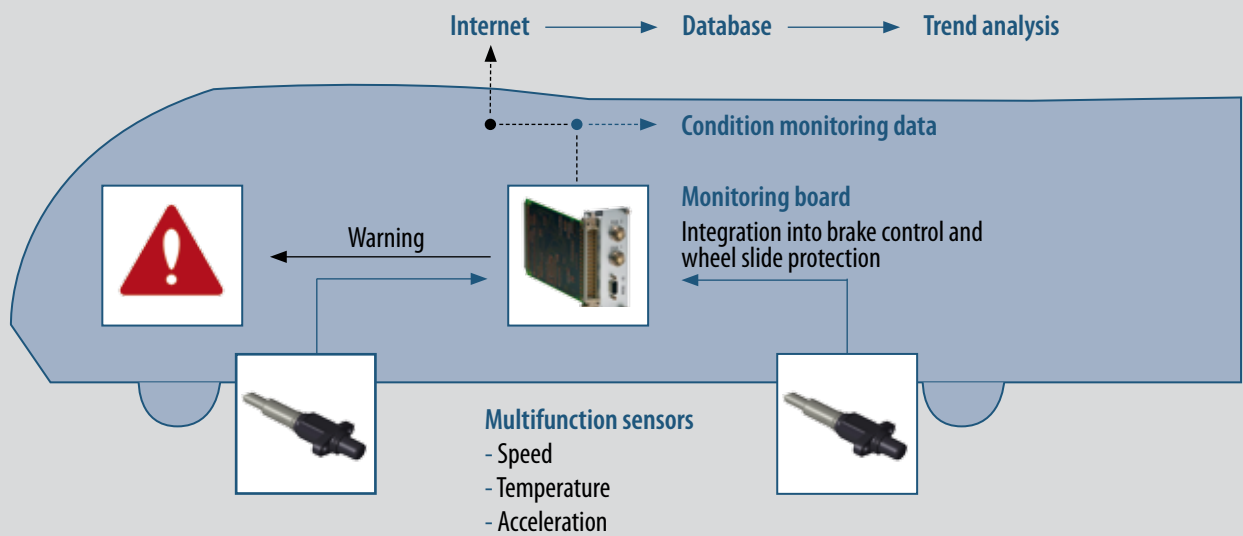 Internet
Database
Trend analysis
Condition monitoring data
Monitoring board
Integration into brake control and
wheel slide protection
Warning
Multifunction sensors
- Speed
- Temperature
- Acceleration